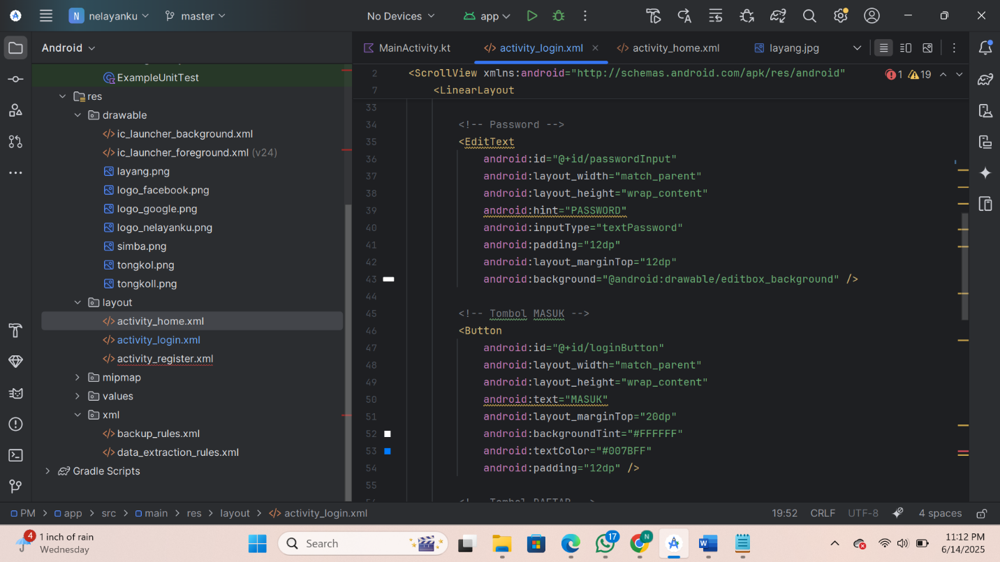 N nelayanku master No Devices app
Android
MainActivity.kt activity_login.xml activity_home.xml layang.jpg
ExampleUnitTest
res
drawable
ic_launcher_background.xml
ic_launcher_foreground.xml (v24)
layang.png
logo_facebook.png
logo_google.png
logo_nelayanku.png
simba.png
tongkol.png
tongkoll.png
layout
activity_home.xml
activity_login.xml
activity_register.xml
mipmap
values
xml
backup_rules.xml
data_extraction_rules.xml
Gradle Scripts
2 <ScrollView xmlns:android="http://schemas.android.com/apk/res/android"
1 19
7 <LinearLayout
33
34 <!-- Password -->
35 <EditText
36 android:id="@+id/passwordInput"
37 android:layout_width="match_parent"
38 android:layout_height="wrap_content"
39 android:hint="PASSWORD"
40 android:inputType="textPassword"
41 android:padding="12dp"
42 android:layout_marginTop="12dp"
43 android:background="@android:drawable/editbox_background" />
44
45 <!-- Tombol MASUK -->
46 <Button
47 android:id="@+id/loginButton"
48 android:layout_width="match_parent"
49 android:layout_height="wrap_content"
50 android:text="MASUK"
51 android:layout_marginTop="20dp"
52 android:backgroundTint="#FFFFFF"
53 android:textColor="#007BFF"
54 android:padding="12dp" />
55
PM > app > src > main > res > layout > activity_login.xml
19:52 CRLF UTF-8 4 spaces
4
1 inch of rain
Wednesday
Search
17
N
11:12 PM
6/14/2025